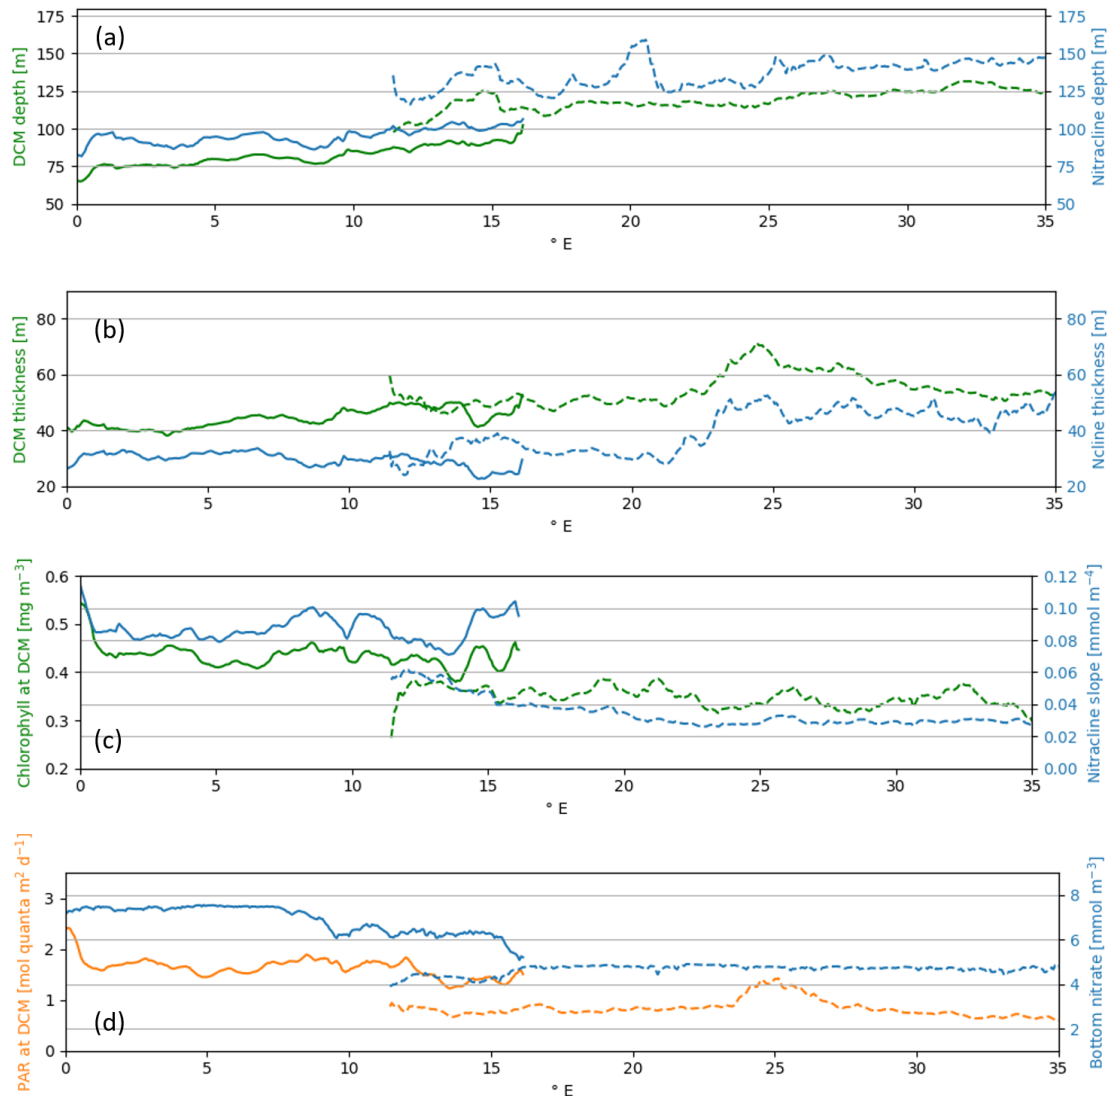 (a)
DCM depth [m]
175
150
125
100
75
50
Nitracline depth [m]
175
150
125
100
75
50
0 5 10 15 20 25 30 35
° E
(b)
DCM thickness [m]
80
60
40
20
Ncline thickness [m]
80
60
40
20
0 5 10 15 20 25 30 35
° E
(c)
Chlorophyll at DCM [mg m⁻³]
0.6
0.5
0.4
0.3
0.2
Nitracline slope [mmol m⁻⁴]
0.12
0.10
0.08
0.06
0.04
0.02
0.00
0 5 10 15 20 25 30 35
° E
(d)
PAR at DCM [mol quanta m² d⁻¹]
3
2
1
0
Bottom nitrate [mmol m⁻³]
8
6
4
2
0 5 10 15 20 25 30 35
° E